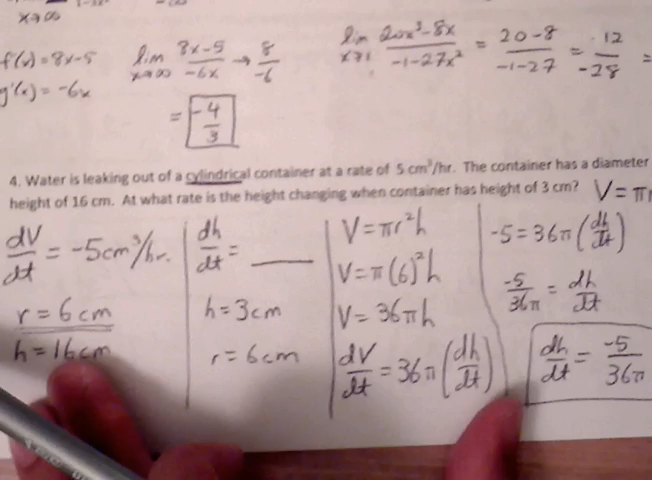 x→∞
f(x) = 8x-5
g'(x) = -6x
lim x→∞ 8x-5 / -6x → 8 / -6
= -4/3
lim x→1 20x³-8x / -1-27x² = 20-8 / -1-27 = 12 / -28 =
4. Water is leaking out of a cylindrical container at a rate of 5 cm³/hr. The container has a diameter
height of 16 cm. At what rate is the height changing when container has height of 3 cm? V = π
dV/dt = -5cm³/hr.
r = 6cm
h = 16cm
dh/dt = ____
h = 3cm
r = 6cm
V = πr²h
V = π(6)²h
V = 36πh
dV/dt = 36π (dh/dt)
-5 = 36π (dh/dt)
-5/36π = dh/dt
dh/dt = -5/36π